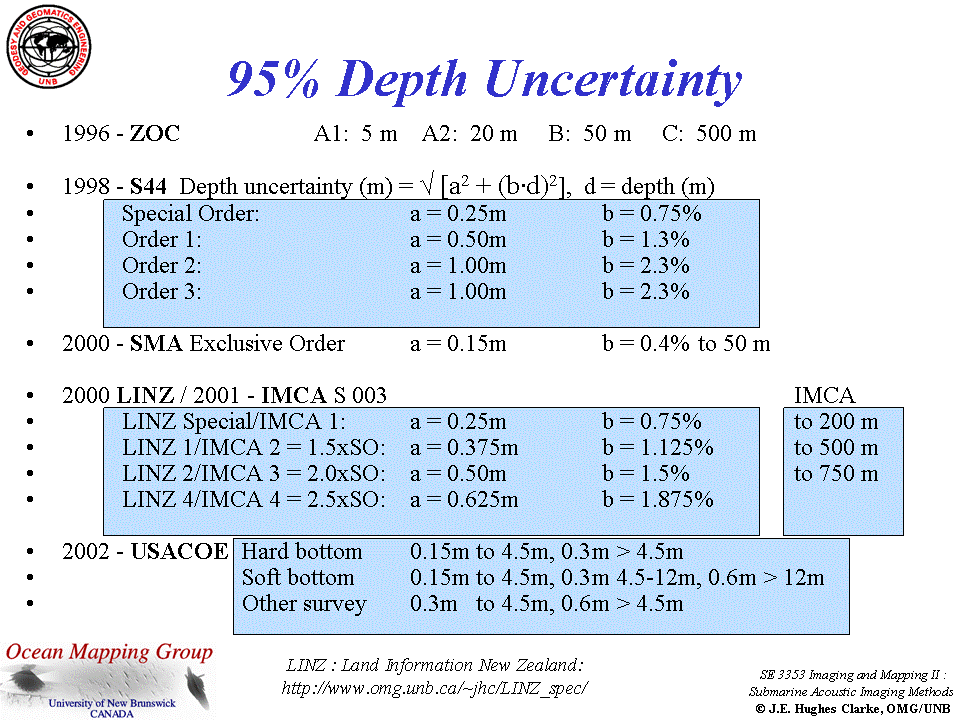 GEODESY AND GEOMATICS ENGINEERING
UNB
95% Depth Uncertainty
• 1996 - ZOC A1: 5 m A2: 20 m B: 50 m C: 500 m
• 1998 - S44 Depth uncertainty (m) = √ [a² + (b·d)²], d = depth (m)
• Special Order: a = 0.25m b = 0.75%
• Order 1: a = 0.50m b = 1.3%
• Order 2: a = 1.00m b = 2.3%
• Order 3: a = 1.00m b = 2.3%
• 2000 - SMA Exclusive Order a = 0.15m b = 0.4% to 50 m
• 2000 LINZ / 2001 - IMCA S 003 IMCA
• LINZ Special/IMCA 1: a = 0.25m b = 0.75% to 200 m
• LINZ 1/IMCA 2 = 1.5xSO: a = 0.375m b = 1.125% to 500 m
• LINZ 2/IMCA 3 = 2.0xSO: a = 0.50m b = 1.5% to 750 m
• LINZ 4/IMCA 4 = 2.5xSO: a = 0.625m b = 1.875%
• 2002 - USACOE Hard bottom 0.15m to 4.5m, 0.3m > 4.5m
• Soft bottom 0.15m to 4.5m, 0.3m 4.5-12m, 0.6m > 12m
• Other survey 0.3m to 4.5m, 0.6m > 4.5m
Ocean Mapping Group
University of New Brunswick
CANADA
LINZ : Land Information New Zealand:
http://www.omg.unb.ca/~jhc/LINZ_spec/
SE 3353 Imaging and Mapping II :
Submarine Acoustic Imaging Methods
© J.E. Hughes Clarke, OMG/UNB